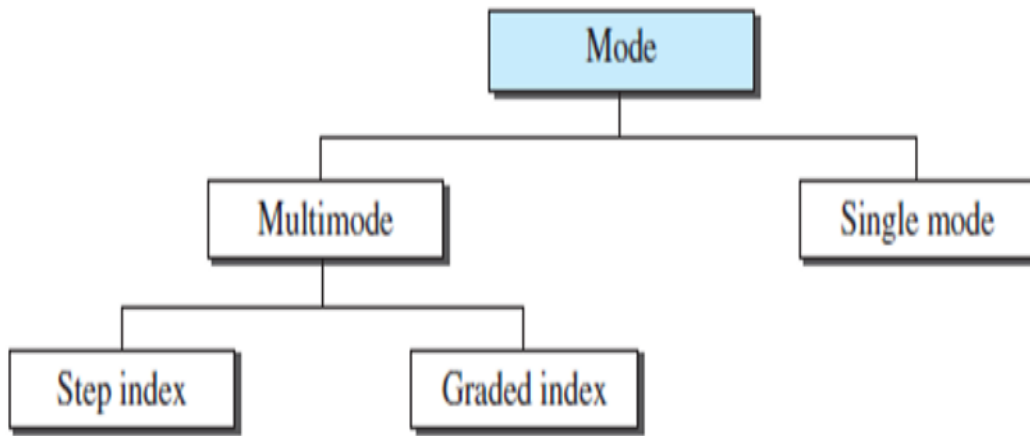 Mode
Multimode
Single mode
Step index
Graded index